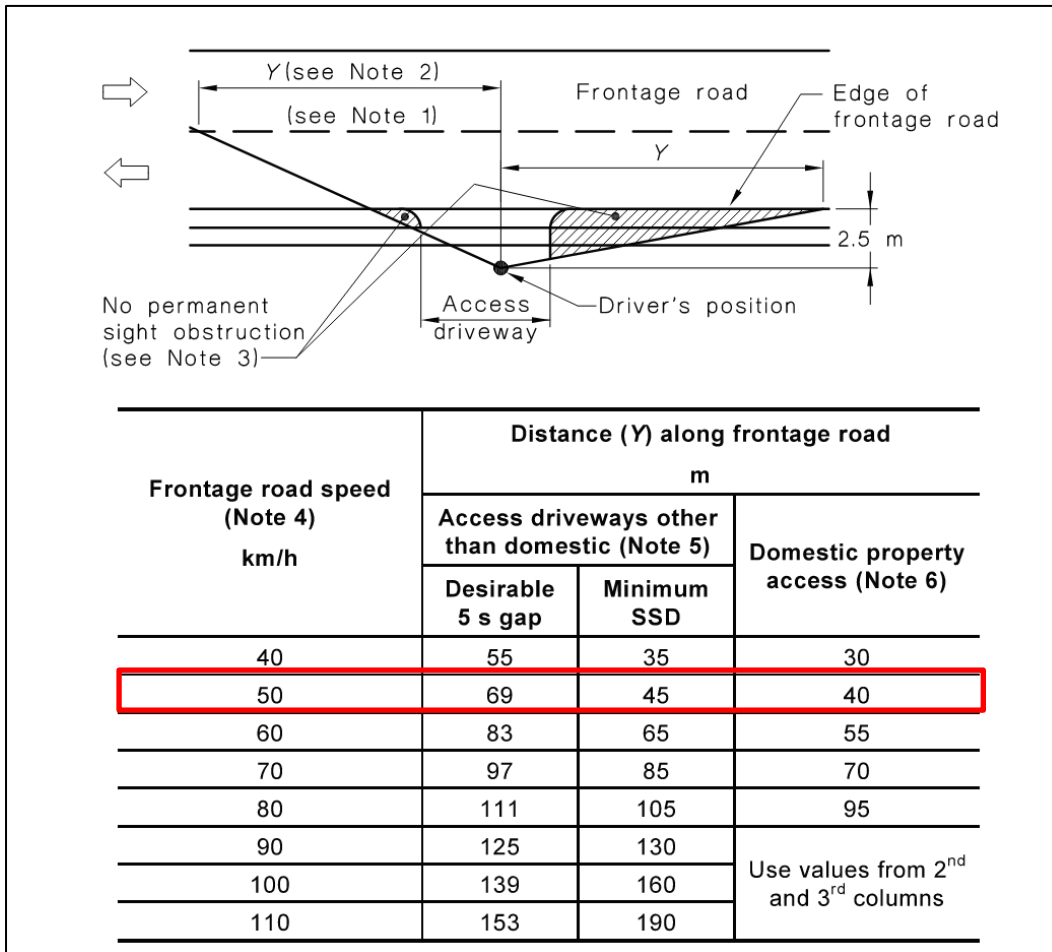 Y (see Note 2)
(see Note 1)
Frontage road
Edge of
frontage road
Y
2.5 m
No permanent
sight obstruction
(see Note 3)
Access
driveway
Driver's position
Frontage road speed
(Note 4)
km/h
Distance (Y) along frontage road
m
Access driveways other
than domestic (Note 5)
Domestic property
access (Note 6)
Desirable
5 s gap
Minimum
SSD
40 55 35 30
50 69 45 40
60 83 65 55
70 97 85 70
80 111 105 95
90 125 130
100 139 160
110 153 190
Use values from 2nd
and 3rd columns